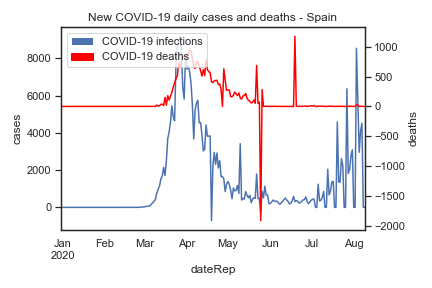 New COVID-19 daily cases and deaths - Spain
COVID-19 infections
COVID-19 deaths
8000
6000
4000
2000
0
cases
1000
500
0
−500
−1000
−1500
−2000
deaths
Jan Feb Mar Apr May Jun Jul Aug
2020
dateRep